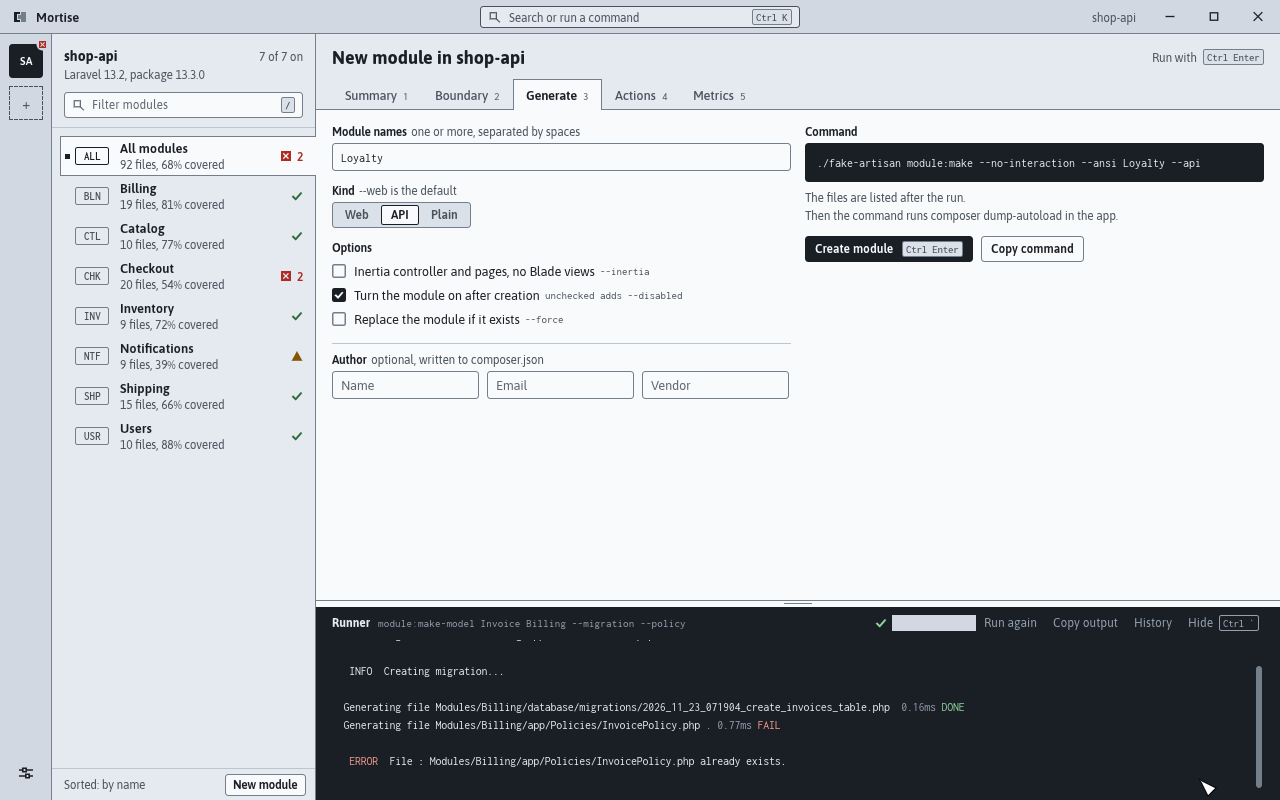 Mortise
Search or run a command
Ctrl K
shop-api
SA
+
shop-api
7 of 7 on
Laravel 13.2, package 13.3.0
Filter modules
/
ALL
All modules
92 files, 68% covered
2
BLN
Billing
19 files, 81% covered
CTL
Catalog
10 files, 77% covered
CHK
Checkout
20 files, 54% covered
2
INV
Inventory
9 files, 72% covered
NTF
Notifications
9 files, 39% covered
SHP
Shipping
15 files, 66% covered
USR
Users
10 files, 88% covered
Sorted: by name
New module
New module in shop-api
Run with Ctrl Enter
Summary 1
Boundary 2
Generate 3
Actions 4
Metrics 5
Module names one or more, separated by spaces
Loyalty
Kind --web is the default
Web
API
Plain
Options
Inertia controller and pages, no Blade views --inertia
Turn the module on after creation unchecked adds --disabled
Replace the module if it exists --force
Author optional, written to composer.json
Name
Email
Vendor
Command
./fake-artisan module:make --no-interaction --ansi Loyalty --api
The files are listed after the run.
Then the command runs composer dump-autoload in the app.
Create module Ctrl Enter
Copy command
Runner module:make-model Invoice Billing --migration --policy
Run again
Copy output
History
Hide Ctrl `
INFO Creating migration...
Generating file Modules/Billing/database/migrations/2026_11_23_071904_create_invoices_table.php 0.16ms DONE
Generating file Modules/Billing/app/Policies/InvoicePolicy.php . 0.77ms FAIL
ERROR File : Modules/Billing/app/Policies/InvoicePolicy.php already exists.